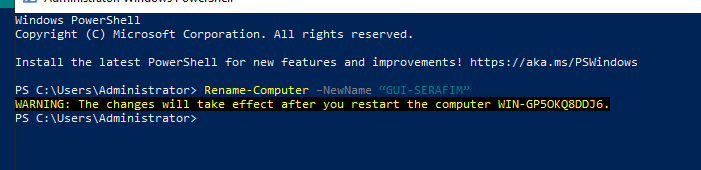 Windows PowerShell
Copyright (C) Microsoft Corporation. All rights reserved.
Install the latest PowerShell for new features and improvements! https://aka.ms/PSWindows
PS C:\Users\Administrator> Rename-Computer –NewName “GUI-SERAFIM”
WARNING: The changes will take effect after you restart the computer WIN-GP5OKQ8DDJ6.
PS C:\Users\Administrator>